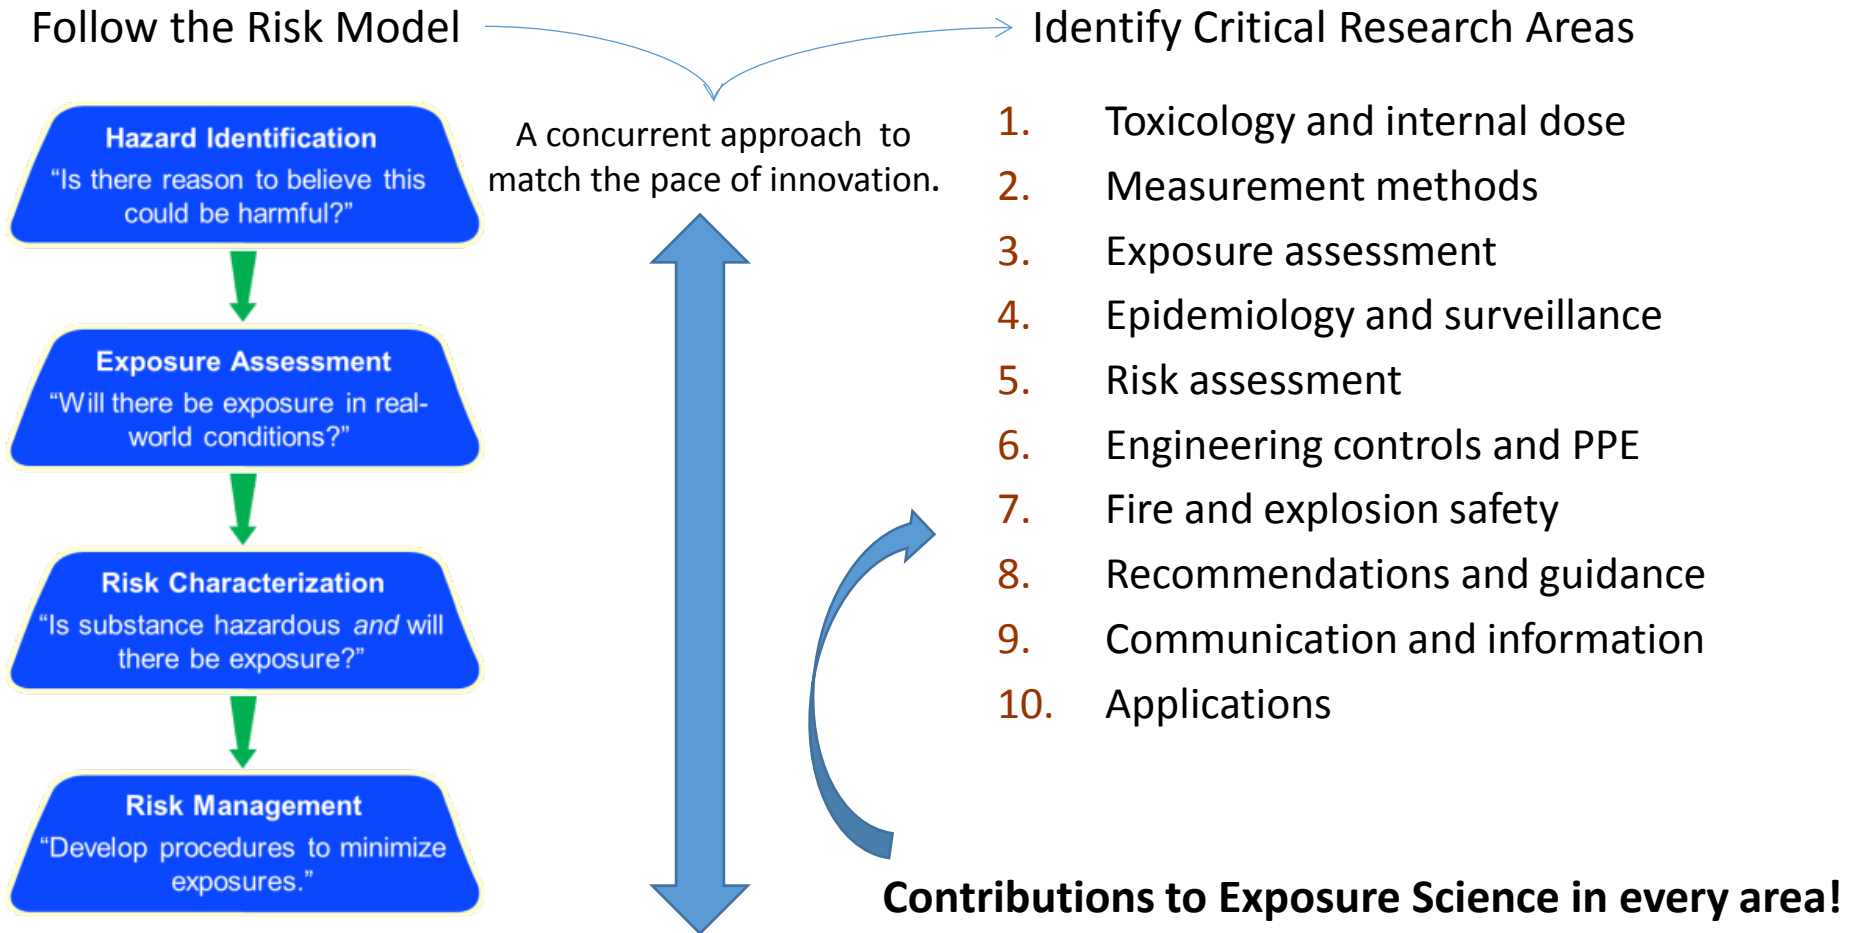 Follow the Risk Model
Identify Critical Research Areas
Hazard Identification
“Is there reason to believe this
could be harmful?”
Exposure Assessment
“Will there be exposure in real-
world conditions?”
Risk Characterization
“Is substance hazardous and will
there be exposure?”
Risk Management
“Develop procedures to minimize
exposures.”
A concurrent approach to
match the pace of innovation.
1. Toxicology and internal dose
2. Measurement methods
3. Exposure assessment
4. Epidemiology and surveillance
5. Risk assessment
6. Engineering controls and PPE
7. Fire and explosion safety
8. Recommendations and guidance
9. Communication and information
10. Applications
Contributions to Exposure Science in every area!